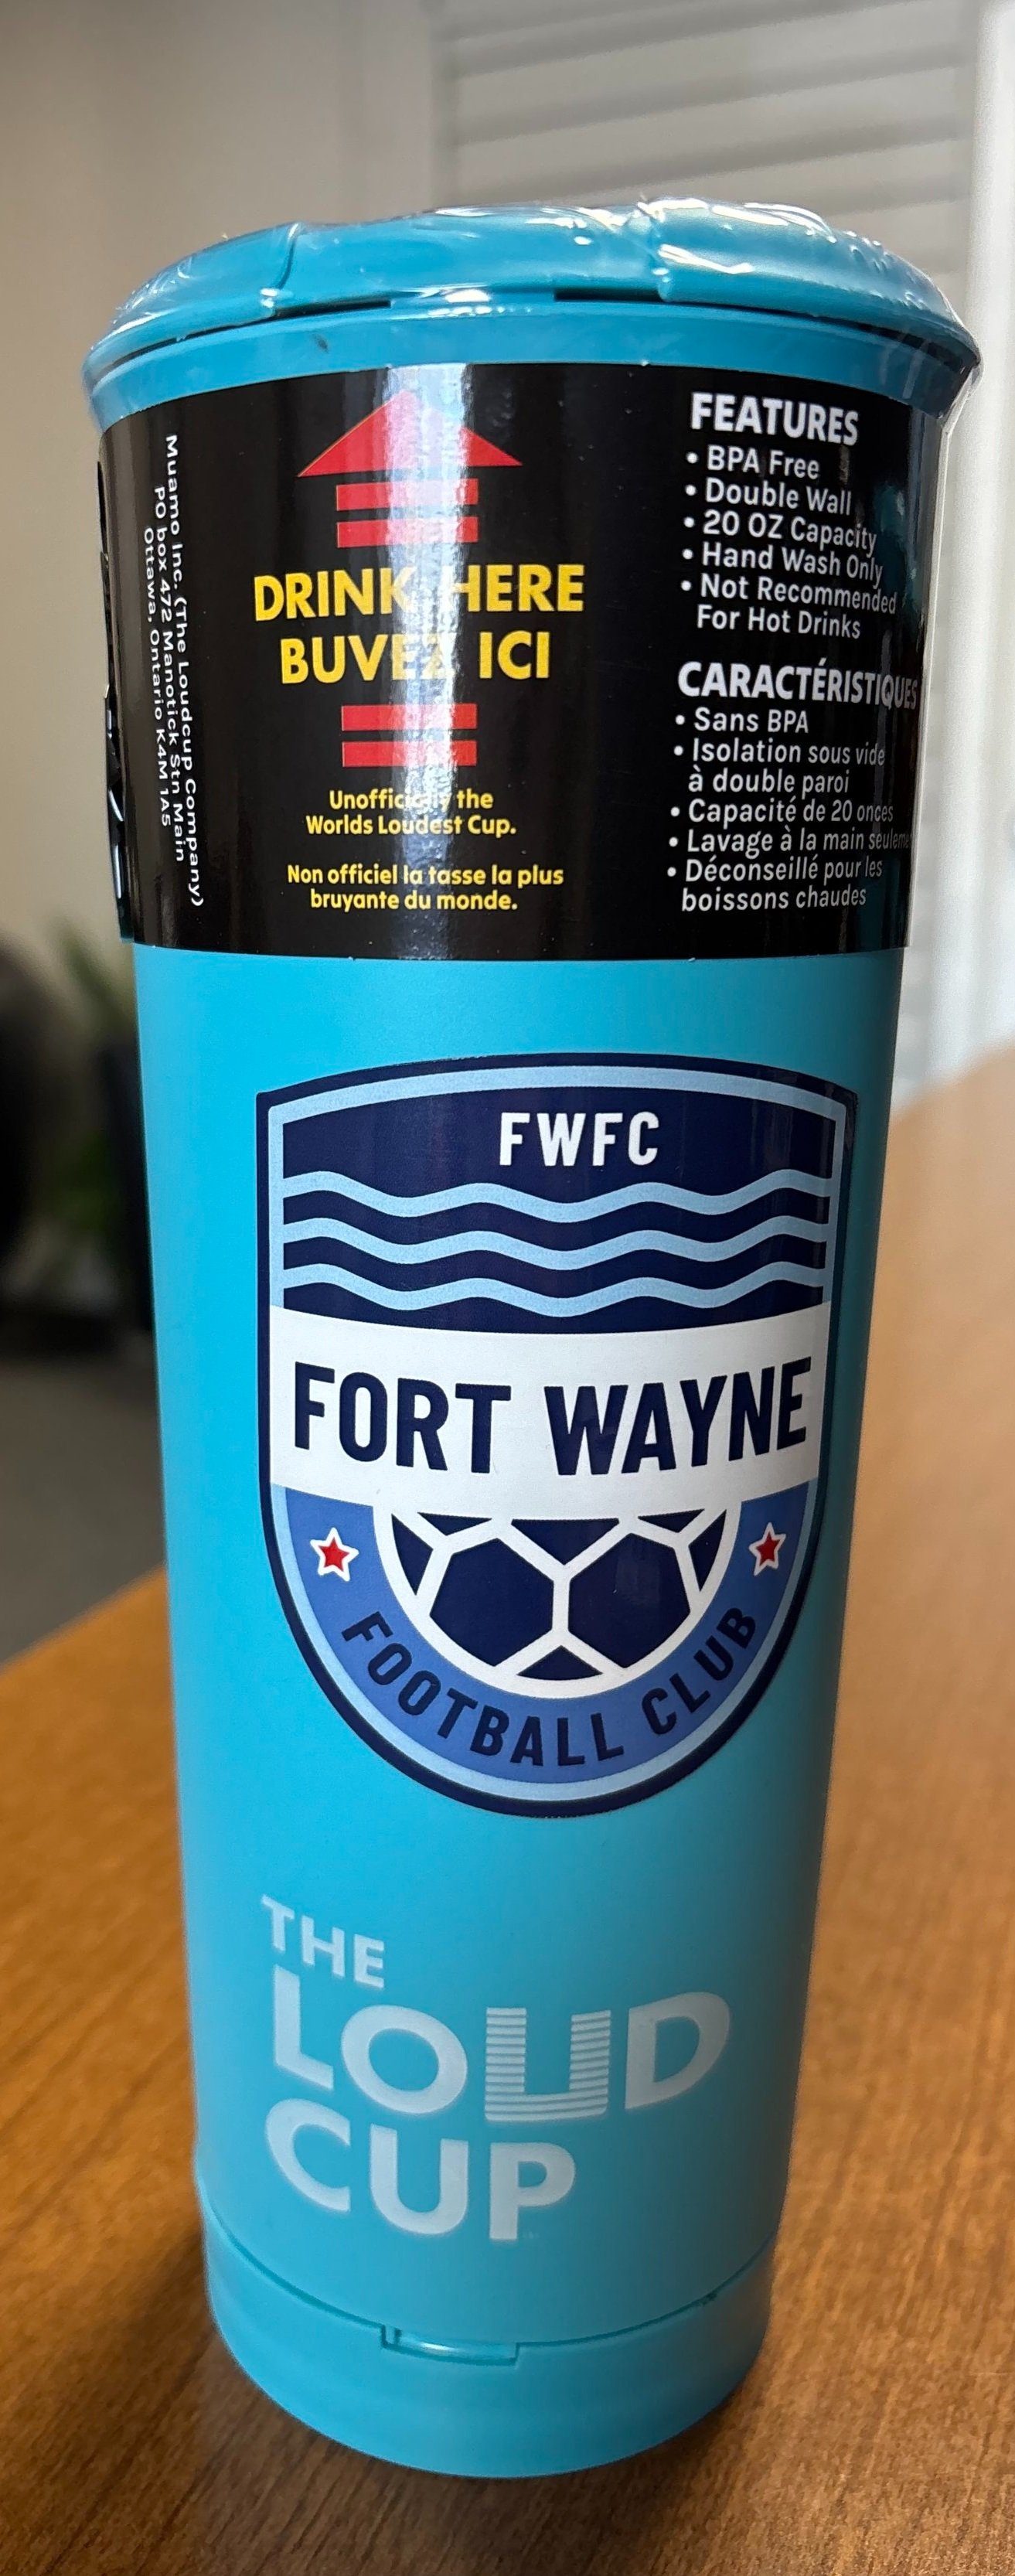 Muamo Inc. (The Loudcup Company)
PO box 472 Manotick Stn Main
Ottawa, Ontario K4M 1A5
DRINK HERE
BUVEZ ICI
Unofficially the
Worlds Loudest Cup.
Non officiel la tasse la plus
bruyante du monde.
FEATURES
• BPA Free
• Double Wall
• 20 OZ Capacity
• Hand Wash Only
• Not Recommended
For Hot Drinks
CARACTÉRISTIQUES
• Sans BPA
• Isolation sous vide
à double paroi
• Capacité de 20 onces
• Lavage à la main
• Déconseillé pour les
boissons chaudes
FWFC
FORT WAYNE
FOOTBALL CLUB
THE
LOUD
CUP